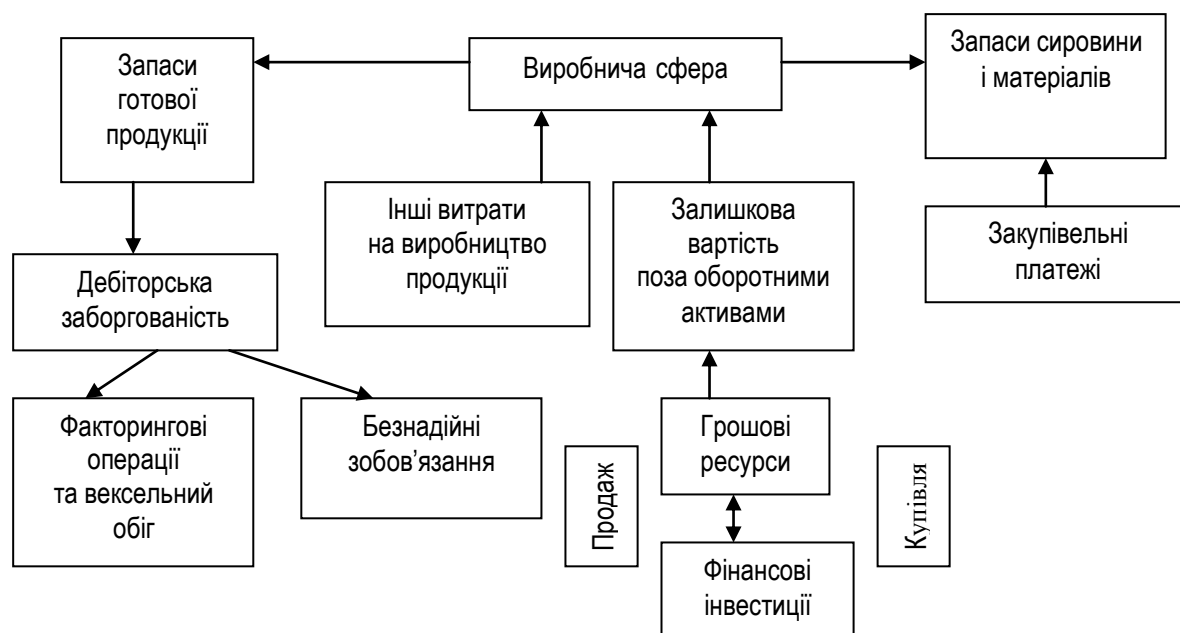 Запаси
готової
продукції
Виробнича сфера
Запаси сировини
і матеріалів
Інші витрати
на виробництво
продукції
Залишкова
вартість
поза оборотними
активами
Закупівельні
платежі
Дебіторська
заборгованість
Факторингові
операції
та вексельний
обіг
Безнадійні
зобов’язання
Продаж
Грошові
ресурси
Купівля
Фінансові
інвестиції